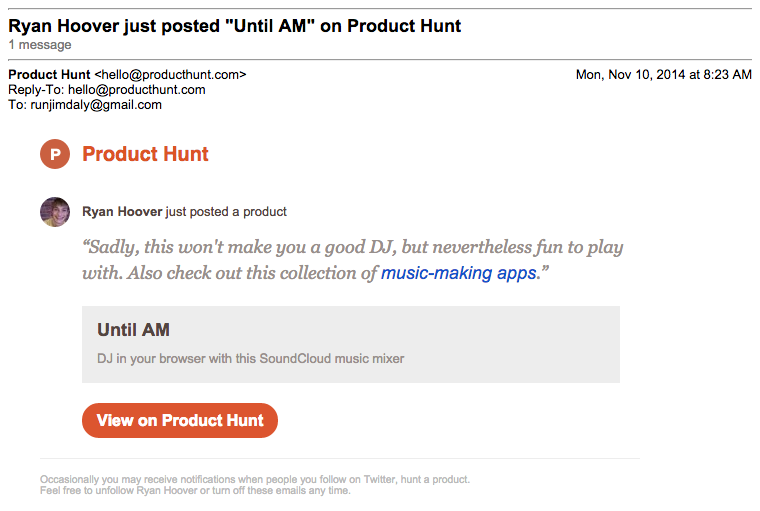 Ryan Hoover just posted "Until AM" on Product Hunt
1 message
Product Hunt <hello@producthunt.com> Mon, Nov 10, 2014 at 8:23 AM
Reply-To: hello@producthunt.com
To: runjimdaly@gmail.com
P Product Hunt
Ryan Hoover just posted a product
“Sadly, this won't make you a good DJ, but nevertheless fun to play
with. Also check out this collection of music-making apps.”
Until AM
DJ in your browser with this SoundCloud music mixer
View on Product Hunt
Occasionally you may receive notifications when people you follow on Twitter, hunt a product.
Feel free to unfollow Ryan Hoover or turn off these emails any time.